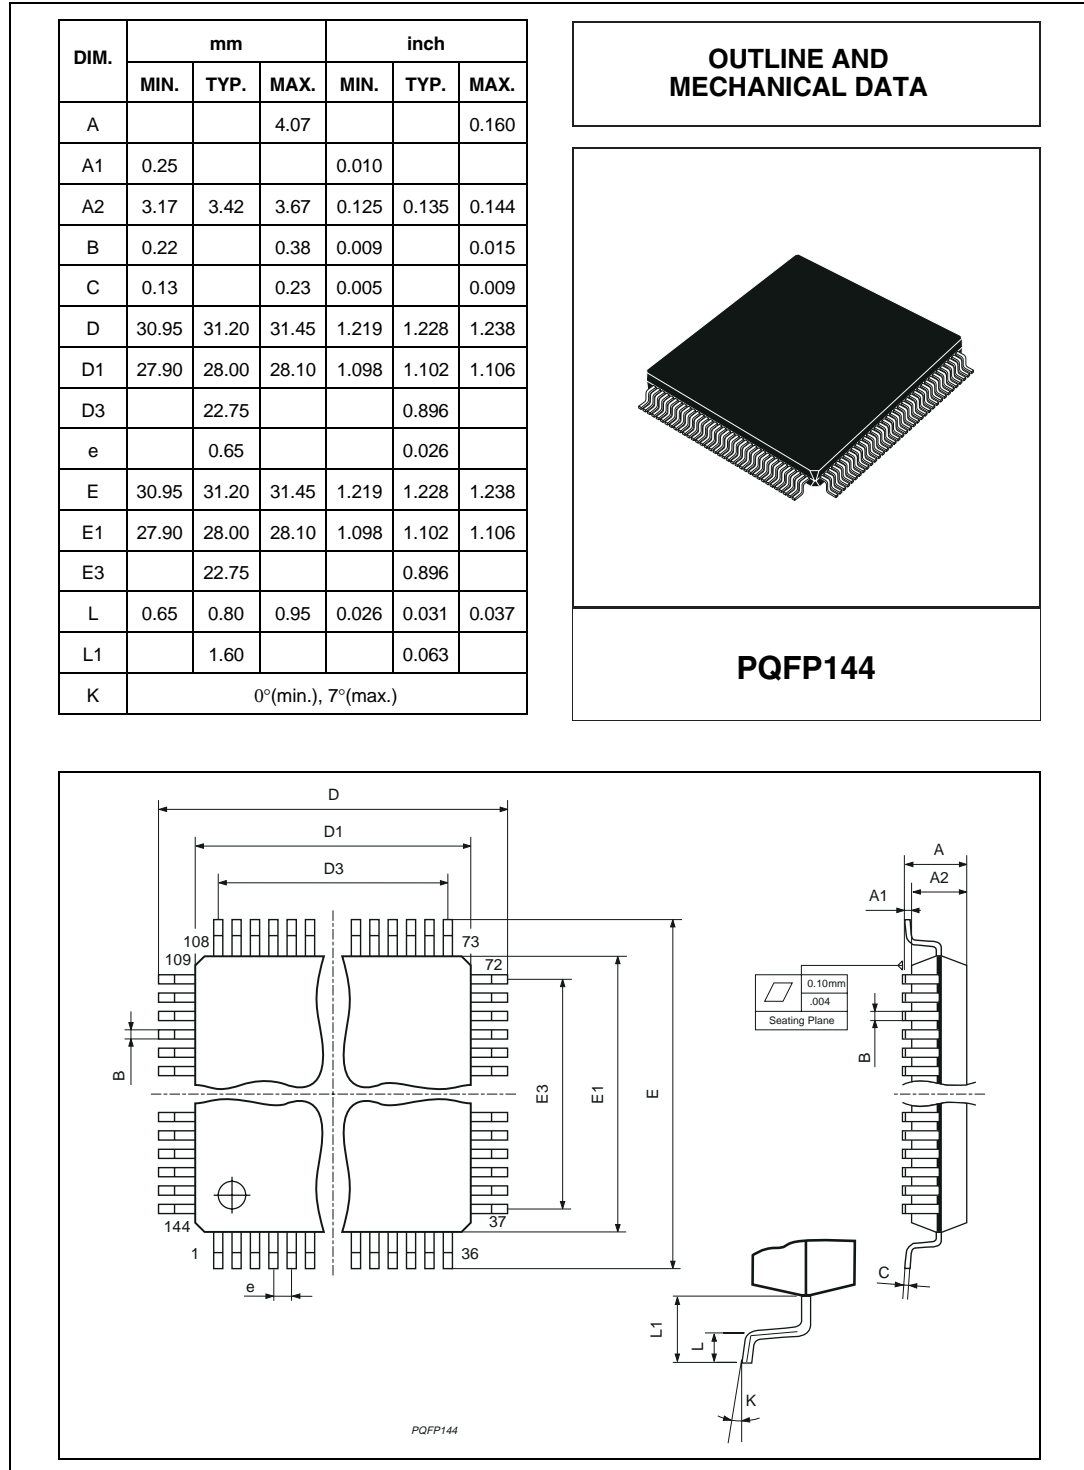 DIM. mm inch
MIN. TYP. MAX. MIN. TYP. MAX.
A 4.07 0.160
A1 0.25 0.010
A2 3.17 3.42 3.67 0.125 0.135 0.144
B 0.22 0.38 0.009 0.015
C 0.13 0.23 0.005 0.009
D 30.95 31.20 31.45 1.219 1.228 1.238
D1 27.90 28.00 28.10 1.098 1.102 1.106
D3 22.75 0.896
e 0.65 0.026
E 30.95 31.20 31.45 1.219 1.228 1.238
E1 27.90 28.00 28.10 1.098 1.102 1.106
E3 22.75 0.896
L 0.65 0.80 0.95 0.026 0.031 0.037
L1 1.60 0.063
K 0°(min.), 7°(max.)
OUTLINE AND
MECHANICAL DATA
PQFP144
D
D1
D3
108
73
109
72
B
E3
E1
E
144
37
1
36
e
A
A2
A1
0.10mm
.004
Seating Plane
B
C
L1
L
K
PQFP144